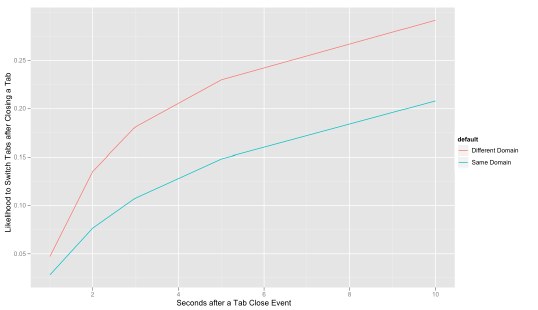 Likelihood to Switch Tabs after Closing a Tab
0.25
0.20
0.15
0.10
0.05
2
4
6
8
10
Seconds after a Tab Close Event
default
Different Domain
Same Domain